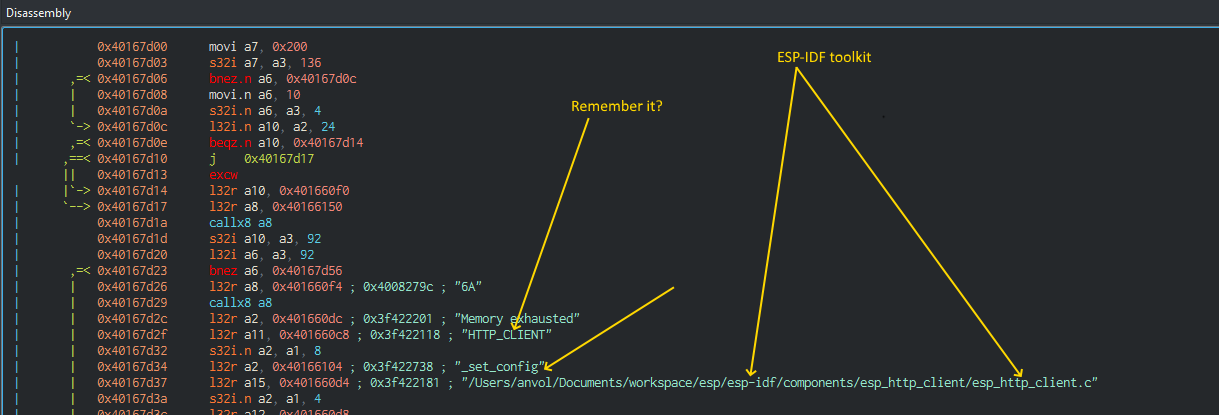 Disassembly
ESP-IDF toolkit
Remember it?
0x40167d00 movi a7, 0x200
0x40167d03 s32i a7, a3, 136
0x40167d06 bnez.n a6, 0x40167d0c
0x40167d08 movi.n a6, 10
0x40167d0a s32i.n a6, a3, 4
0x40167d0c l32i.n a10, a2, 24
0x40167d0e beqz.n a10, 0x40167d14
0x40167d10 j 0x40167d17
0x40167d13 excw
0x40167d14 l32r a10, 0x401660f0
0x40167d17 l32r a8, 0x40166150
0x40167d1a callx8 a8
0x40167d1d s32i a10, a3, 92
0x40167d20 l32i a6, a3, 92
0x40167d23 bnez a6, 0x40167d56
0x40167d26 l32r a8, 0x401660f4 ; 0x4008279c ; "6A"
0x40167d29 callx8 a8
0x40167d2c l32r a2, 0x401660dc ; 0x3f422201 ; "Memory exhausted"
0x40167d2f l32r a11, 0x401660c8 ; 0x3f422118 ; "HTTP_CLIENT"
0x40167d32 s32i.n a2, a1, 8
0x40167d34 l32r a2, 0x40166104 ; 0x3f422738 ; "_set_config"
0x40167d37 l32r a15, 0x401660d4 ; 0x3f422181 ; "/Users/anvol/Documents/workspace/esp/esp-idf/components/esp_http_client/esp_http_client.c"
0x40167d3a s32i.n a2, a1, 4
0x40167d3c l32r a12, 0x401660d8